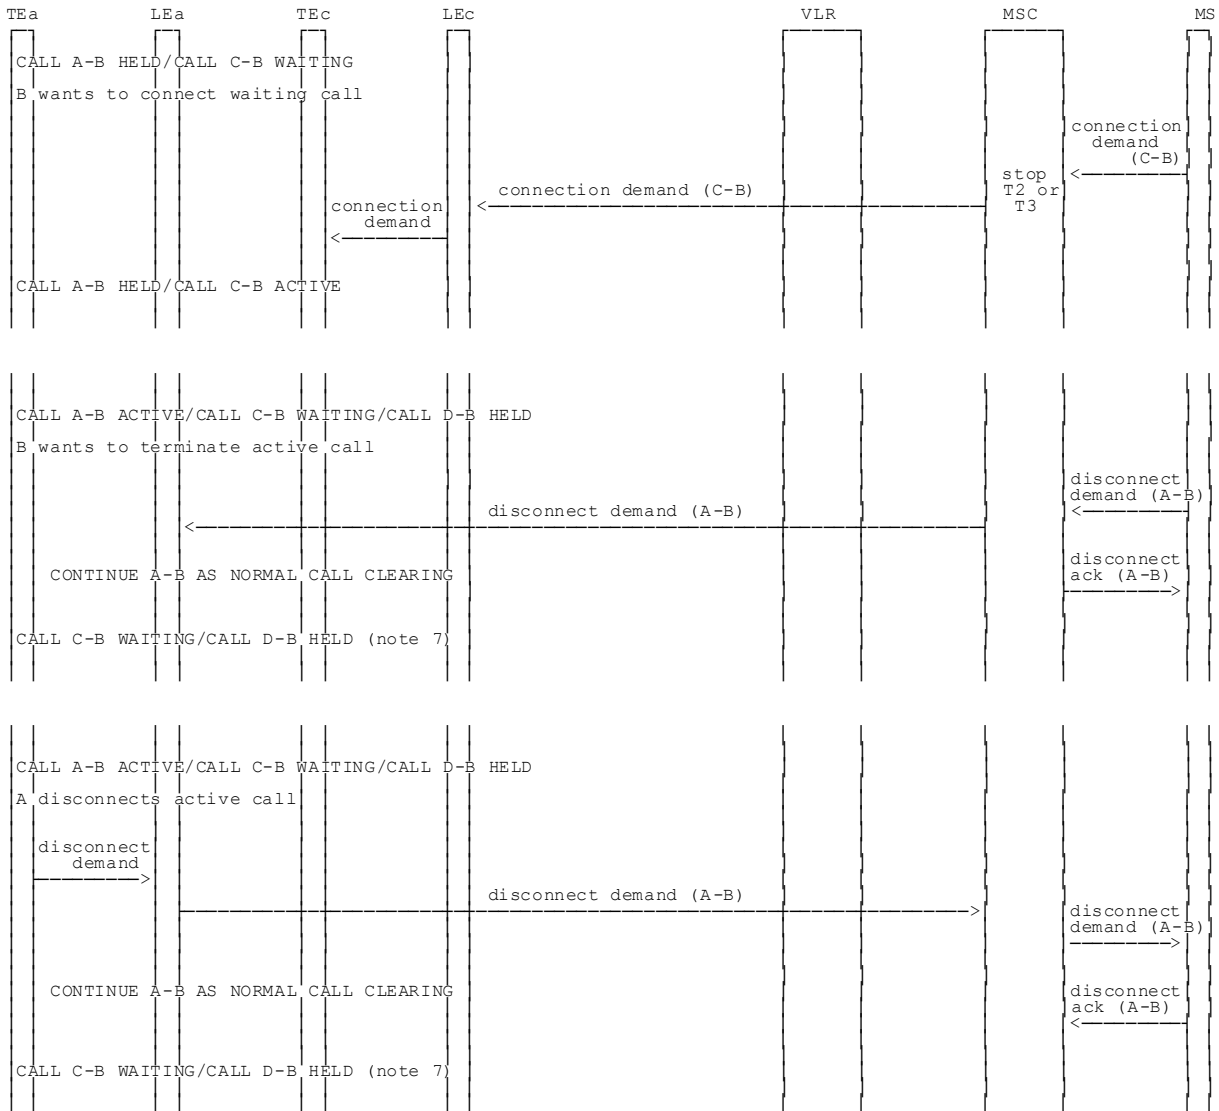 TEa LEa TEc LEc VLR MSC MS
CALL A-B HELD/CALL C-B WAITING
B wants to connect waiting call
connection
demand
(C-B)
stop
connection demand (C-B) T2 or
connection T3
demand
CALL A-B HELD/CALL C-B ACTIVE
CALL A-B ACTIVE/CALL C-B WAITING/CALL D-B HELD
B wants to terminate active call
disconnect
demand (A-B)
disconnect demand (A-B)
disconnect
CONTINUE A-B AS NORMAL CALL CLEARING ack (A-B)
CALL C-B WAITING/CALL D-B HELD (note 7)
CALL A-B ACTIVE/CALL C-B WAITING/CALL D-B HELD
A disconnects active call
disconnect
demand
disconnect demand (A-B)
disconnect
demand (A-B)
CONTINUE A-B AS NORMAL CALL CLEARING disconnect
ack (A-B)
CALL C-B WAITING/CALL D-B HELD (note 7)